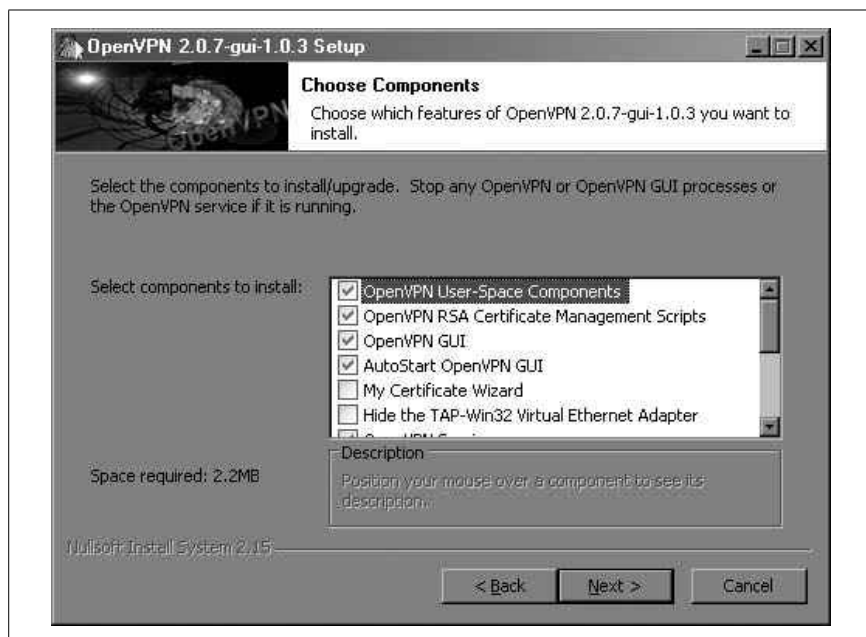 OpenVPN 2.0.7-gui-1.0.3 Setup
OpenVPN
Choose Components
Choose which features of OpenVPN 2.0.7-gui-1.0.3 you want to
install.
Select the components to install/upgrade. Stop any OpenVPN or OpenVPN GUI processes or
the OpenVPN service if it is running.
Select components to install:
OpenVPN User-Space Components
OpenVPN RSA Certificate Management Scripts
OpenVPN GUI
AutoStart OpenVPN GUI
My Certificate Wizard
Hide the TAP-Win32 Virtual Ethernet Adapter
Space required: 2.2MB
Description
Position your mouse over a component to see its
description.
Nullsoft Install System 2.15
< Back
Next >
Cancel